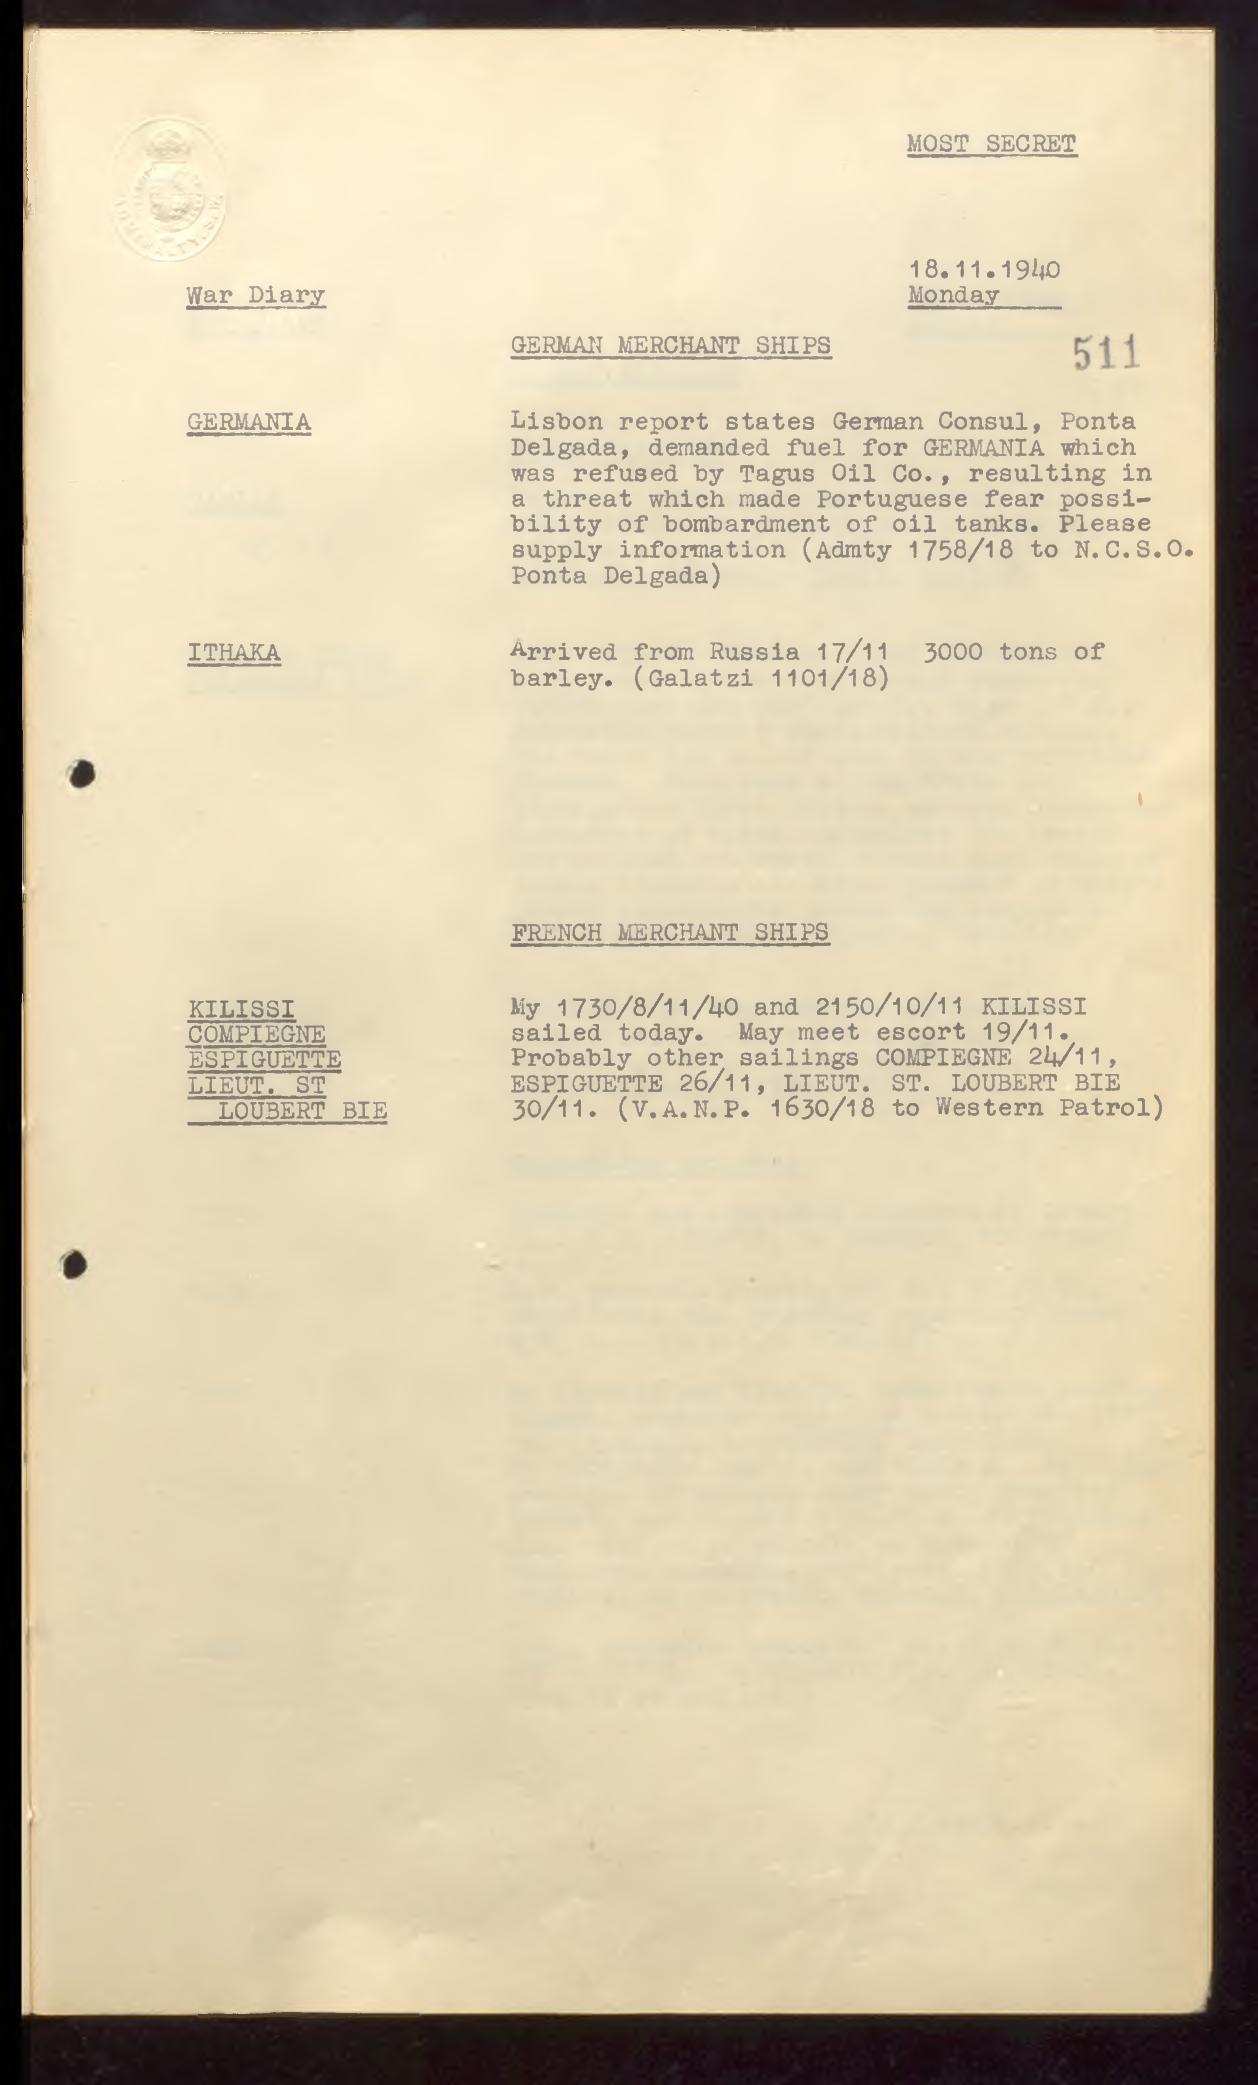 MOST SECRET
ADMIRALTY. S.W.
18.11.1940
War Diary
Monday
GERMAN MERCHANT SHIPS
511
GERMANIA
Lisbon report states German Consul, Ponta
Delgada, demanded fuel for GERMANIA which
was refused by Tagus Oil Co., resulting in
a threat which made Portuguese fear possi-
bility of bombardment of oil tanks. Please
supply information (Admty 1758/18 to N.C.S.O.
Ponta Delgada)
ITHAKA
Arrived from Russia 17/11 3000 tons of
barley. (Galatzi 1101/18)
FRENCH MERCHANT SHIPS
KILISSI
COMPIEGNE
ESPIGUETTE
LIEUT. ST
LOUBERT BIE
My 1730/8/11/40 and 2150/10/11 KILISSI
sailed today. May meet escort 19/11.
Probably other sailings COMPIEGNE 24/11,
ESPIGUETTE 26/11, LIEUT. ST. LOUBERT BIE
30/11. (V.A.N.P. 1630/18 to Western Patrol)